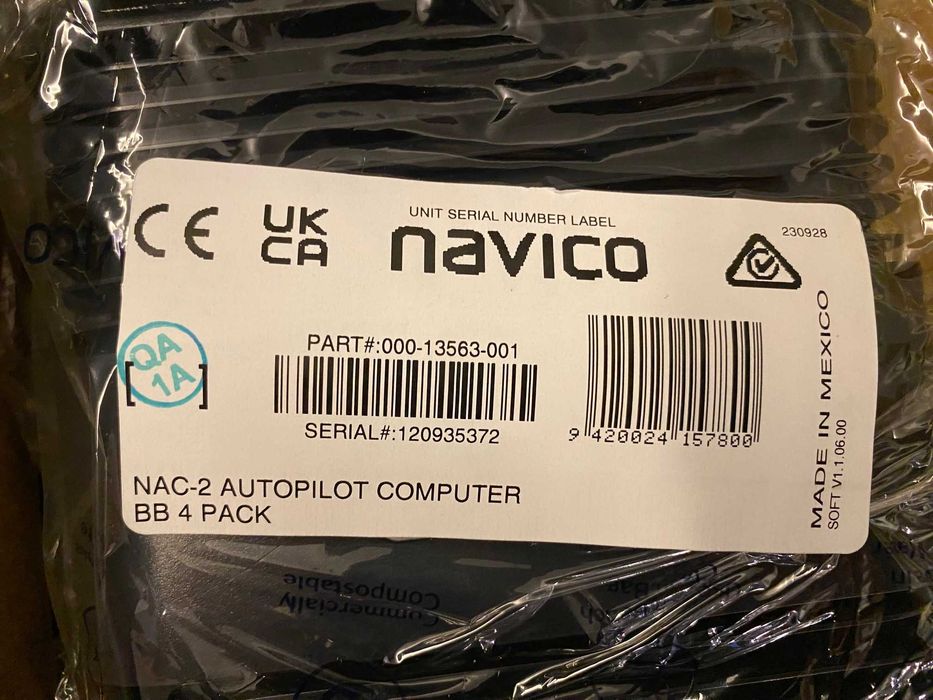 CE
UK
CA
UNIT SERIAL NUMBER LABEL
navico
230928
QA
1A
PART#:000-13563-001
SERIAL#:120935372
9 420024 157800
MADE IN MEXICO
SOFT V1.1.06.00
NAC-2 AUTOPILOT COMPUTER
BB 4 PACK
Commercially
Compostable